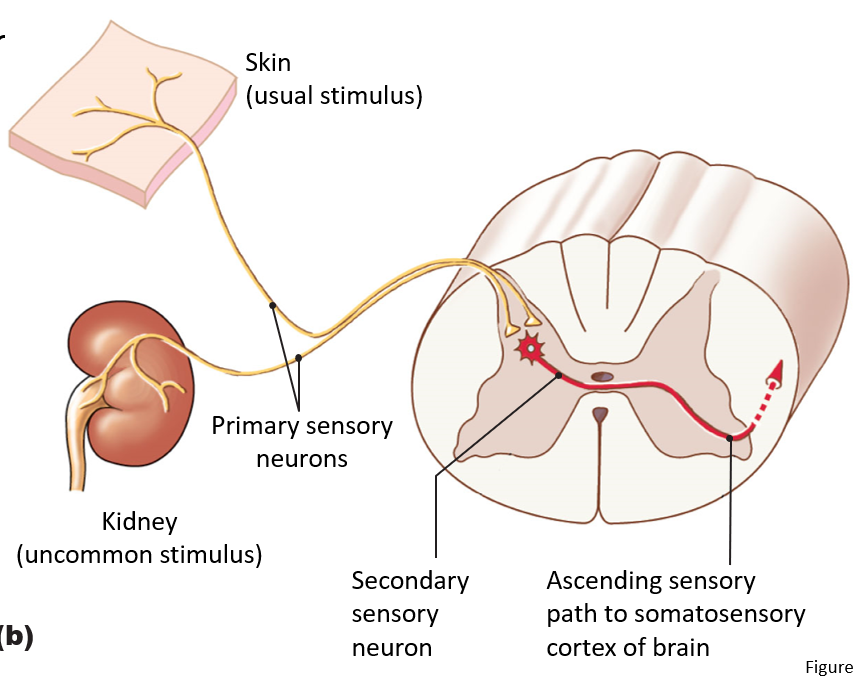 r
Skin
(usual stimulus)
Primary sensory
neurons
Kidney
(uncommon stimulus)
Secondary
sensory
neuron
Ascending sensory
path to somatosensory
cortex of brain
(b)
Figure